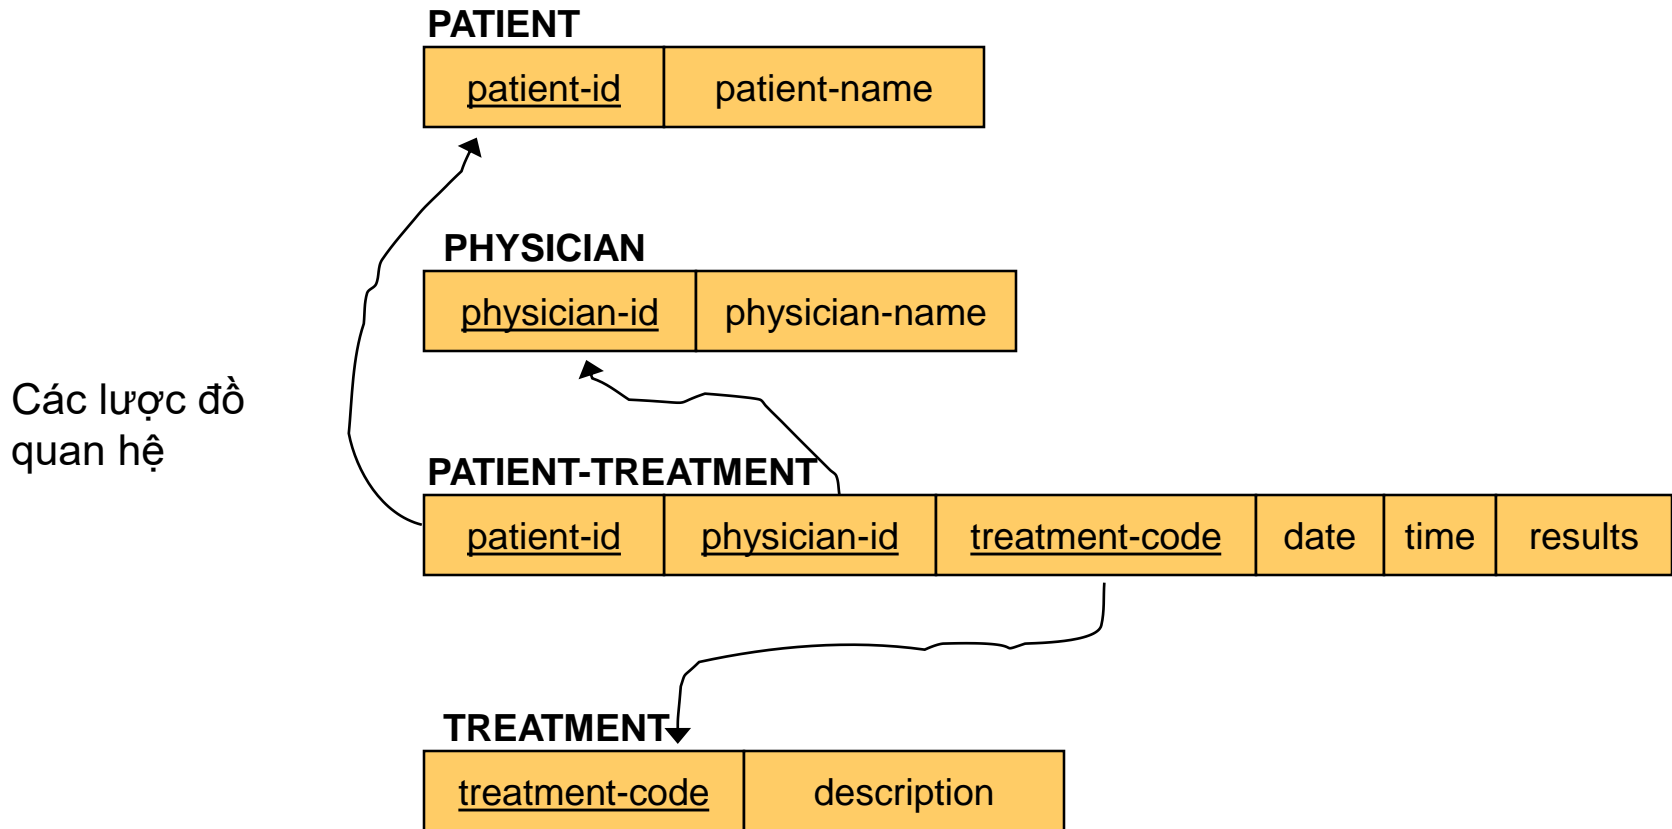 PATIENT
patient-id patient-name
PHYSICIAN
physician-id physician-name
Các lược đồ
quan hệ
PATIENT-TREATMENT
patient-id physician-id treatment-code date time results
TREATMENT
treatment-code description